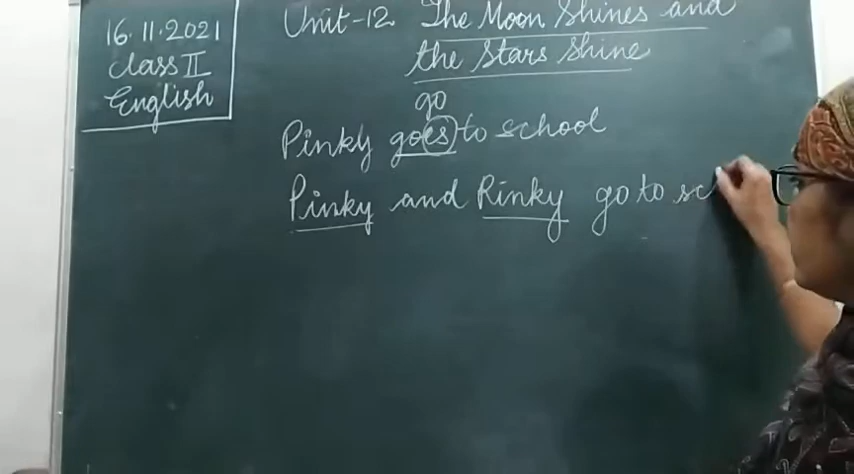 16.11.2021
Class II
English
Unit-12 The Moon Shines and
the Stars Shine
go
Pinky goes to school
Pinky and Rinky go to sc